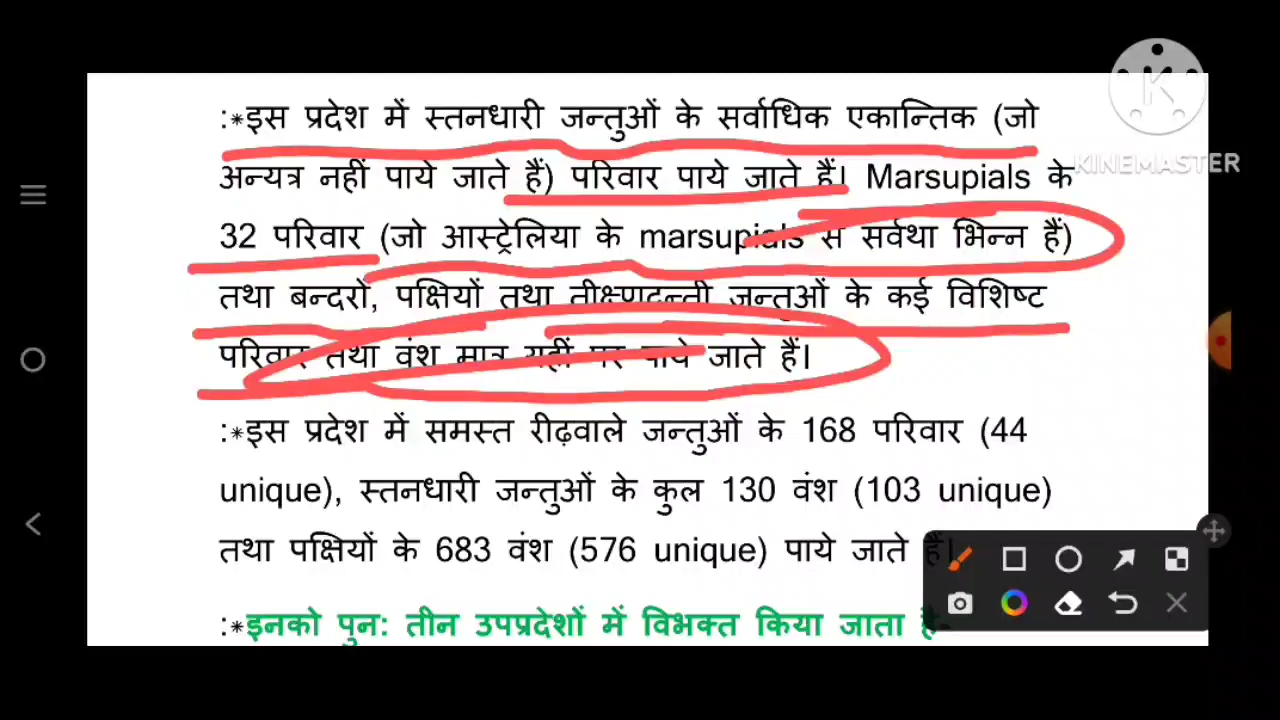 :*इस प्रदेश में स्तनधारी जन्तुओं के सर्वाधिक एकान्तिक (जो
अन्यत्र नहीं पाये जाते हैं) परिवार पाये जाते हैं। Marsupials के
32 परिवार (जो आस्ट्रेलिया के marsupials से सर्वथा भिन्न हैं)
तथा बन्दरों, पक्षियों तथा तीक्ष्णदन्ती जन्तुओं के कई विशिष्ट
परिवार तथा वंश मात्र यहीं पर पाये जाते हैं।
:*इस प्रदेश में समस्त रीढ़वाले जन्तुओं के 168 परिवार (44
unique), स्तनधारी जन्तुओं के कुल 130 वंश (103 unique)
तथा पक्षियों के 683 वंश (576 unique) पाये जाते हैं।
:*इनको पुन: तीन उपप्रदेशों में विभक्त किया जाता है-
KINEMASTER